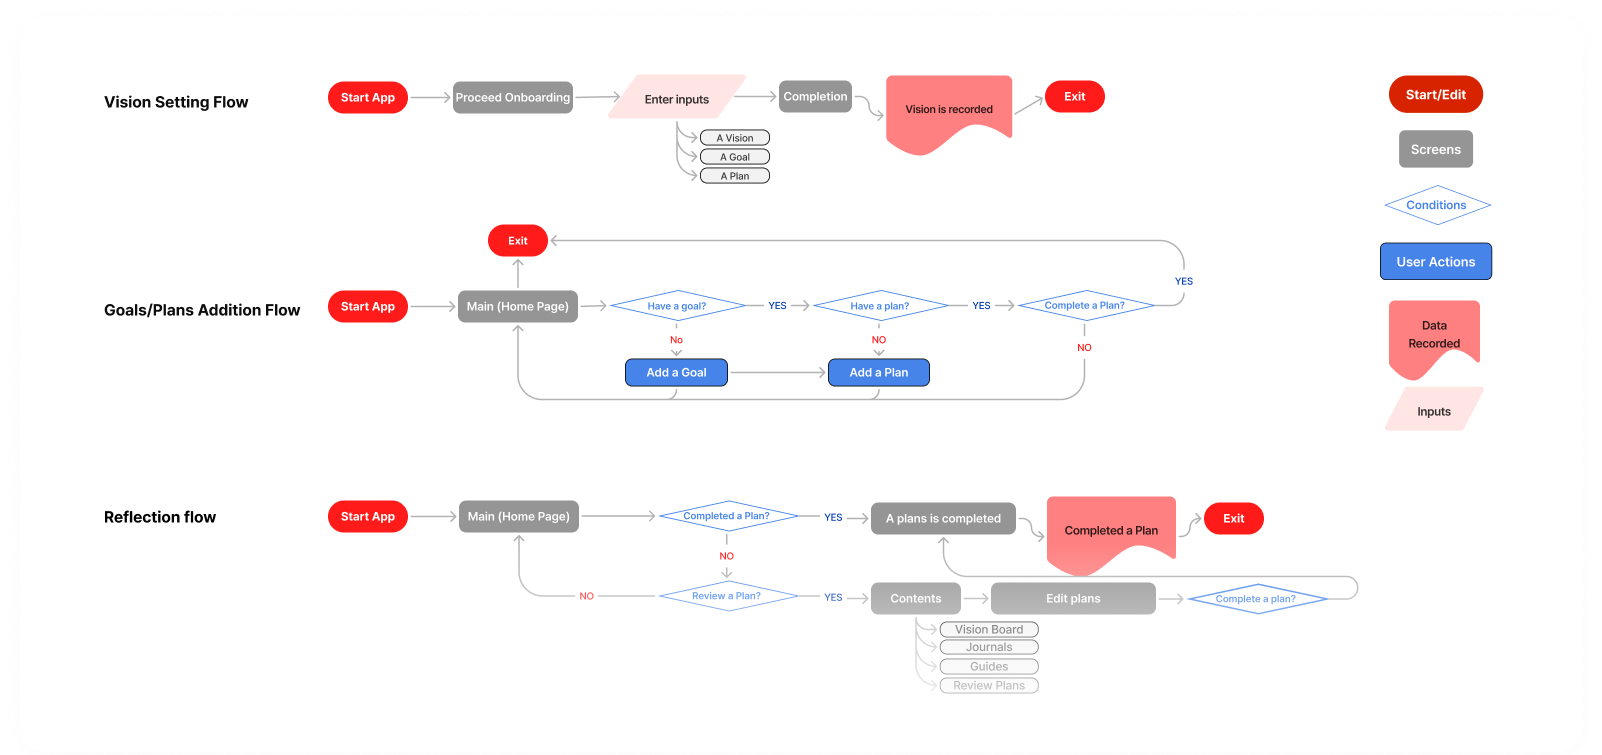 Vision Setting Flow
Start App
Proceed Onboarding
Enter inputs
Completion
Vision is recorded
Exit
A Vision
A Goal
A Plan
Start/Edit
Screens
Conditions
User Actions
Data
Recorded
Inputs
Exit
YES
Goals/Plans Addition Flow
Start App
Main (Home Page)
Have a goal?
YES
Have a plan?
YES
Complete a Plan?
No
NO
NO
Add a Goal
Add a Plan
Reflection flow
Start App
Main (Home Page)
Completed a Plan?
YES
A plans is completed
Completed a Plan
Exit
NO
NO
Review a Plan?
YES
Contents
Edit plans
Complete a plan?
Vision Board
Journals
Guides
Review Plans